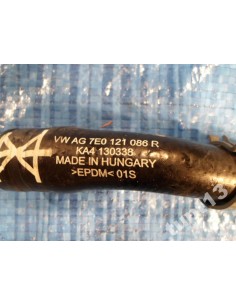 VW AG 7E0 121 086 R
KA4 130338
MADE IN HUNGARY
>EPDM< 01S